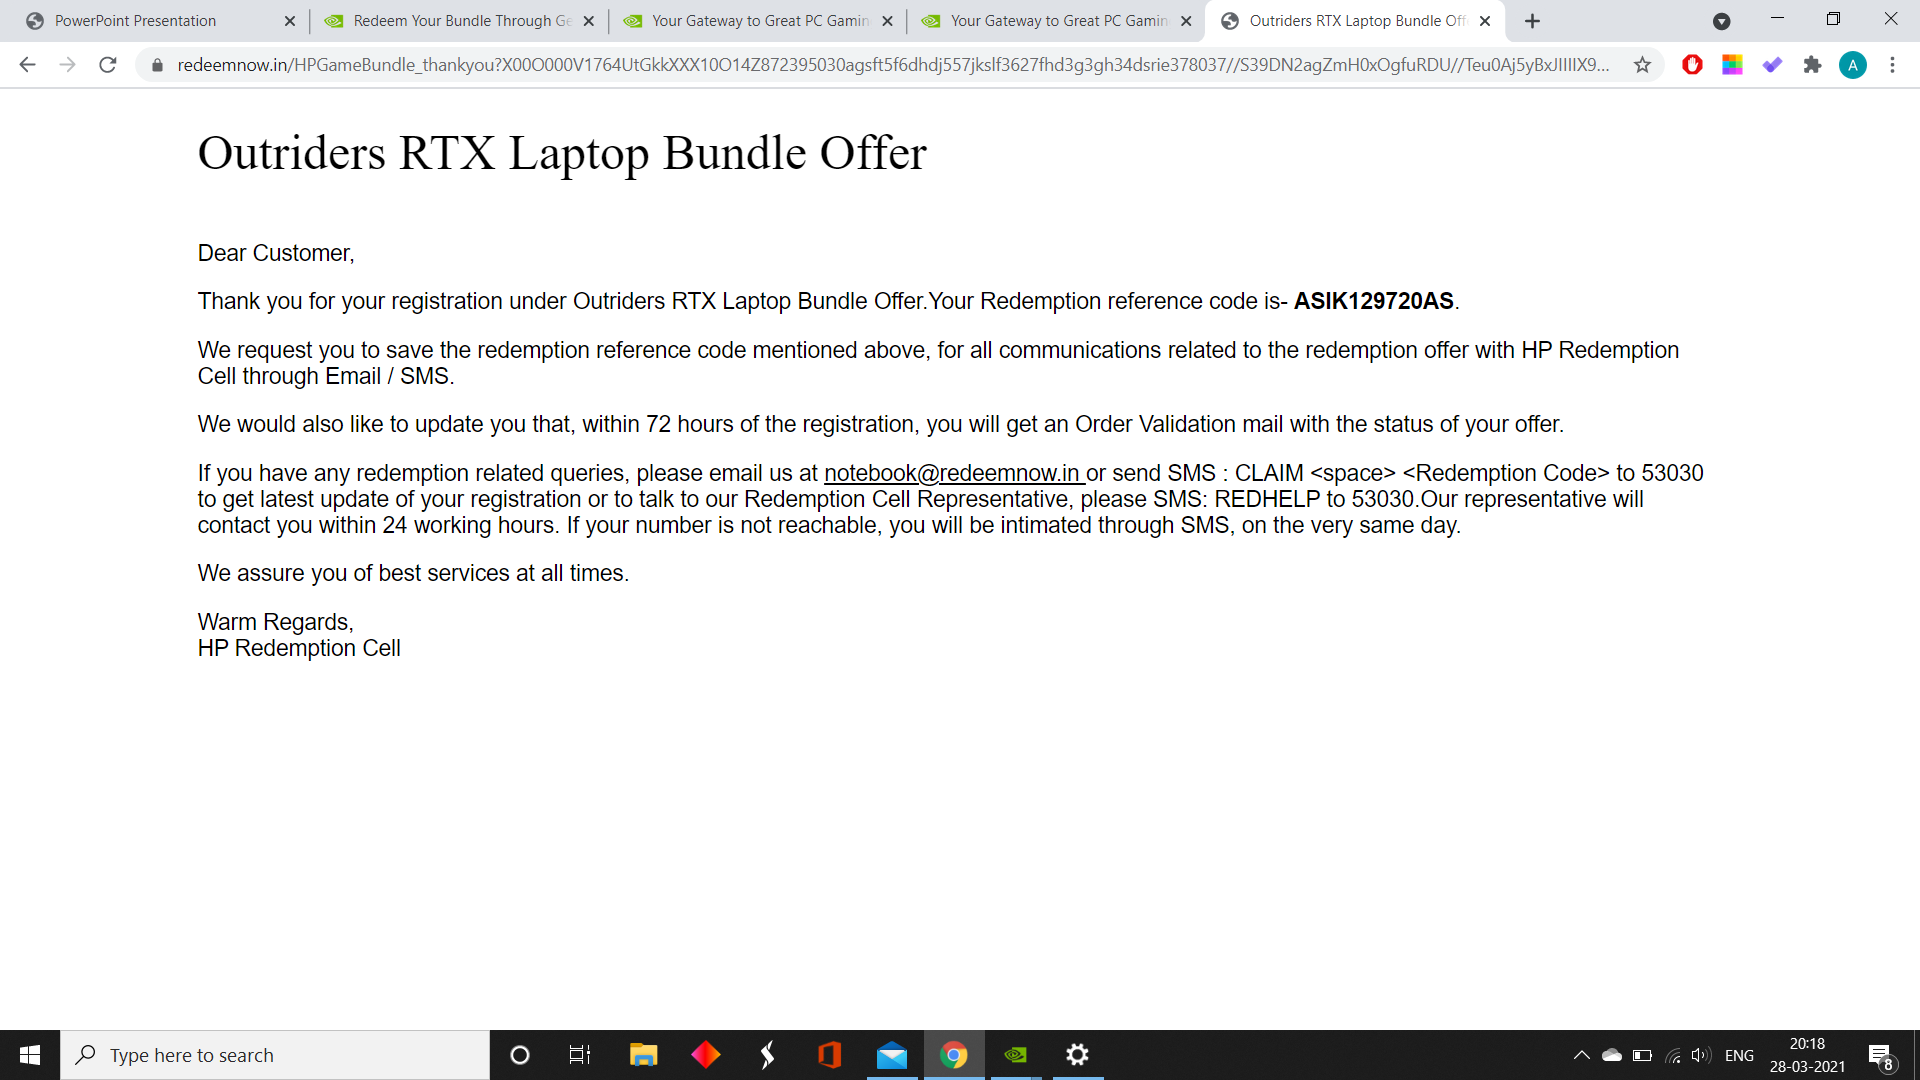 PowerPoint Presentation
Redeem Your Bundle Through Ge
Your Gateway to Great PC Gamin
Your Gateway to Great PC Gamin
Outriders RTX Laptop Bundle Off
redeemnow.in/HPGameBundle_thankyou?X00O000V1764UtGkkXXX10O14Z872395030agsft5f6dhdj557jkslf3627fhd3g3gh34dsrie378037//S39DN2agZmH0xOgfuRDU//Teu0Aj5yBxJIIIIX9...
A
Outriders RTX Laptop Bundle Offer
Dear Customer,
Thank you for your registration under Outriders RTX Laptop Bundle Offer.Your Redemption reference code is- ASIK129720AS.
We request you to save the redemption reference code mentioned above, for all communications related to the redemption offer with HP Redemption
Cell through Email / SMS.
We would also like to update you that, within 72 hours of the registration, you will get an Order Validation mail with the status of your offer.
If you have any redemption related queries, please email us at notebook@redeemnow.in or send SMS : CLAIM <space> <Redemption Code> to 53030
to get latest update of your registration or to talk to our Redemption Cell Representative, please SMS: REDHELP to 53030.Our representative will
contact you within 24 working hours. If your number is not reachable, you will be intimated through SMS, on the very same day.
We assure you of best services at all times.
Warm Regards,
HP Redemption Cell
Type here to search
ENG
20:18
28-03-2021
8